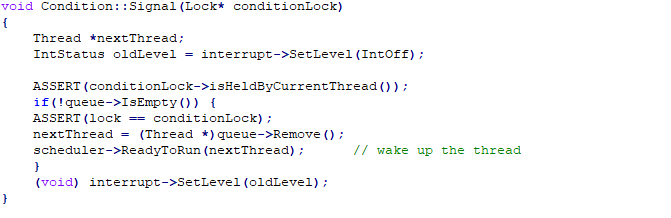 void Condition::Signal(Lock* conditionLock)
{
    Thread *nextThread;
    IntStatus oldLevel = interrupt->SetLevel(IntOff);

    ASSERT(conditionLock->isHeldByCurrentThread());
    if(!queue->IsEmpty()) {
    ASSERT(lock == conditionLock);
    nextThread = (Thread *)queue->Remove();
    scheduler->ReadyToRun(nextThread);      // wake up the thread
    }
    (void) interrupt->SetLevel(oldLevel);
}